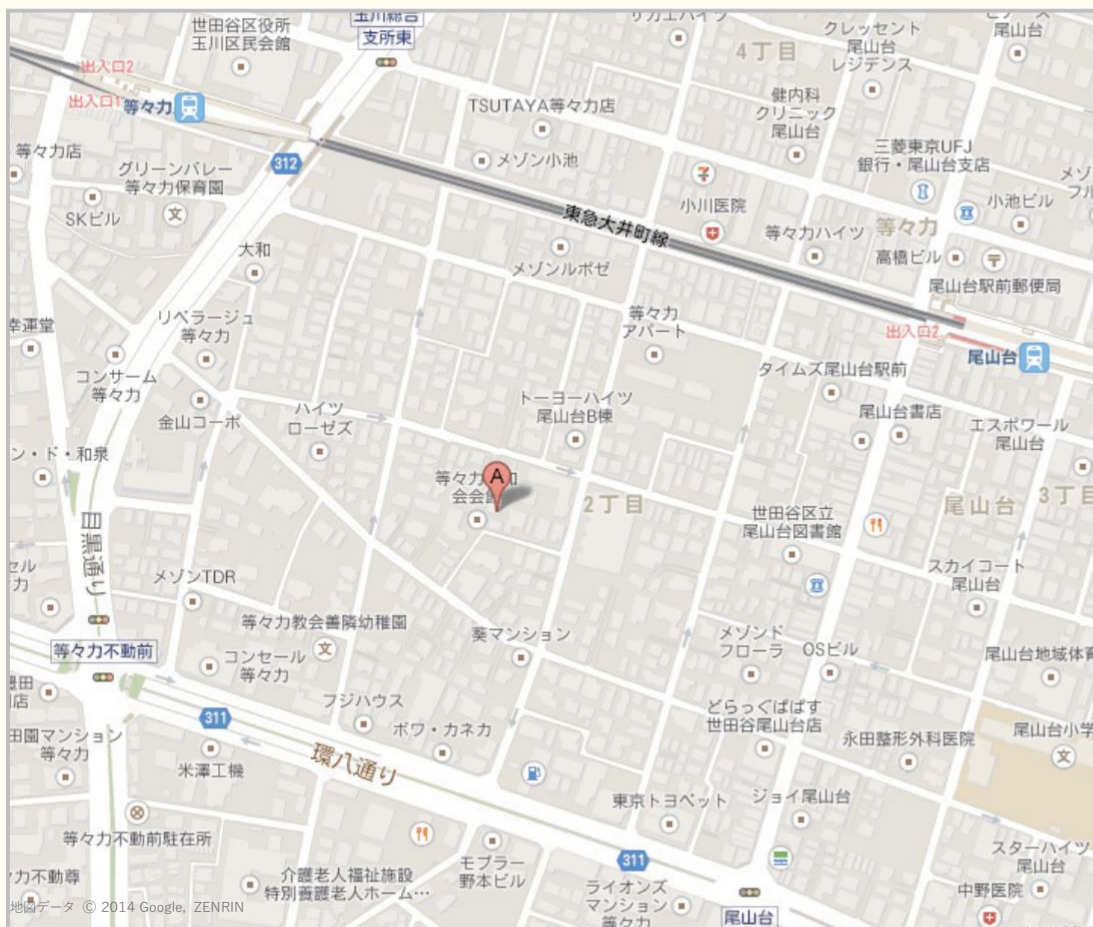 世田谷区役所
玉川区民会館
玉川総合
支所東
クレッセント
尾山台
レジデンス
4丁目
尾山台
出入口2
出入口1
等々力
TSUTAYA等々力店
健内科
クリニック
尾山台
三菱東京UFJ
銀行・尾山台支店
等々力店
312
メゾン小池
グリーンバレー
等々力保育園
SKビル
東急大井町線
小川医院
小池ビル
等々力
等々力ハイツ
高橋ビル
大和
メゾンルポゼ
尾山台駅前郵便局
リベラージュ
等々力
等々力
アパート
幸運堂
出入口2
尾山台
コンサーム
等々力
タイムズ尾山台駅前
金山コーポ
ハイツ
ローゼズ
トーヨーハイツ
尾山台B棟
尾山台書店
エスポワール
尾山台
ン・ド・和泉
A
2丁目
尾山台
3丁目
世田谷区立
尾山台図書館
目黒通り
メゾンTDR
スカイコート
尾山台
等々力教会善隣幼稚園
葵マンション
メゾンド
フローラ
OSビル
等々力不動前
コンセール
等々力
尾山台地域体育
311
フジハウス
ボワ・カネカ
どらっぐぱぱす
世田谷尾山台店
尾山台小学
田園マンション
等々力
永田整形外科医院
米澤工機
環八通り
東京トヨペット
ジョイ尾山台
等々力不動前駐在所
介護老人福祉施設
特別養護老人ホーム…
モブラー
野本ビル
311
スターハイツ
尾山台
力不動尊
ライオンズ
マンション
等々力
尾山台
中野医院
地図データ © 2014 Google, ZENRIN